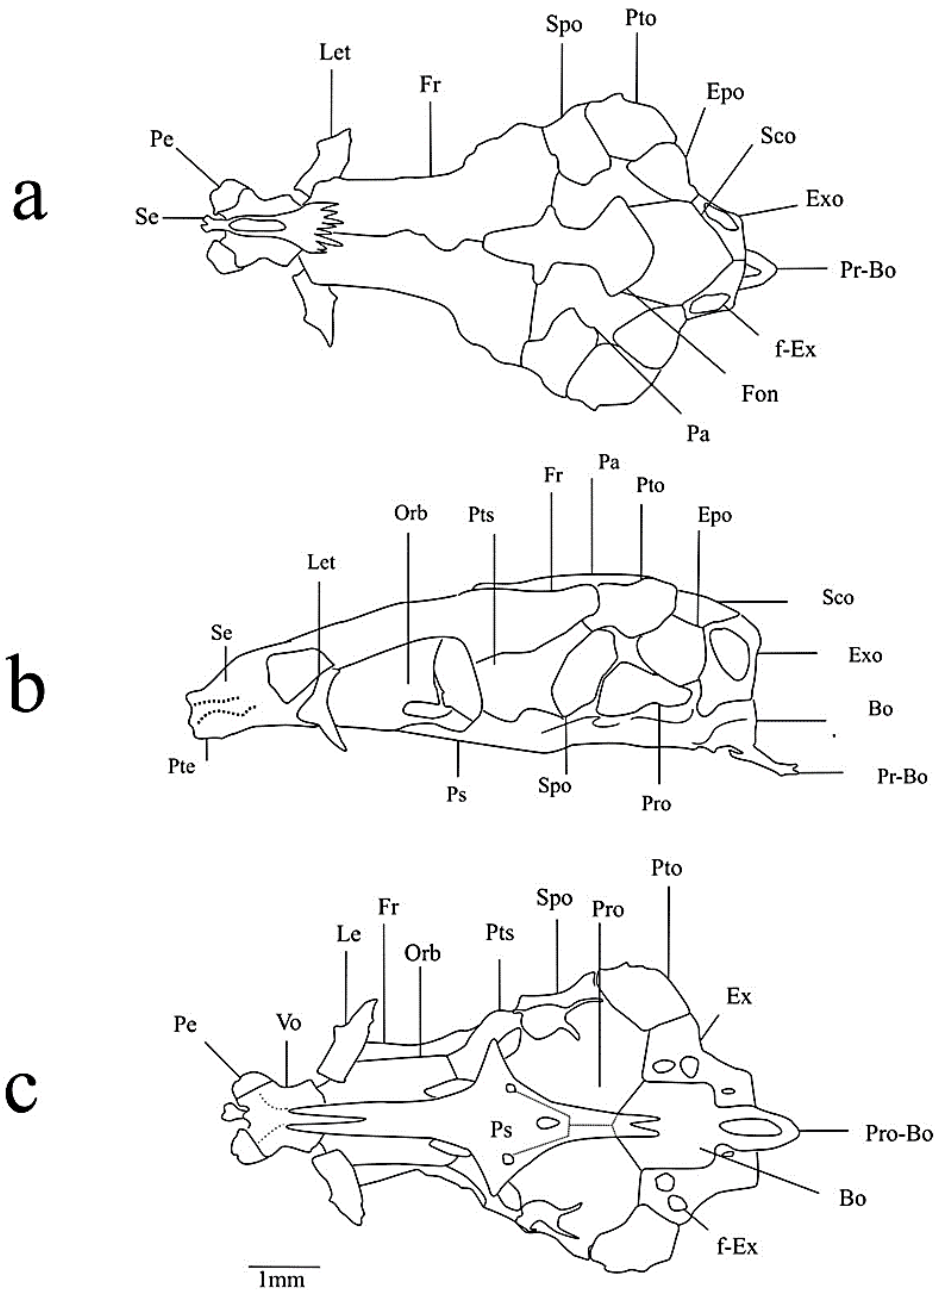 a
Spo
Pto
Let
Fr
Epo
Pe
Sco
Se
Exo
Pr-Bo
f-Ex
Fon
Pa
b
Pa
Fr
Pto
Orb
Pts
Epo
Let
Sco
Se
Exo
Bo
Pte
Ps
Spo
Pro
Pr-Bo
c
Pto
Spo
Fr
Pro
Le
Pts
Orb
Ex
Pe
Vo
Ps
Pro-Bo
Bo
f-Ex
1mm